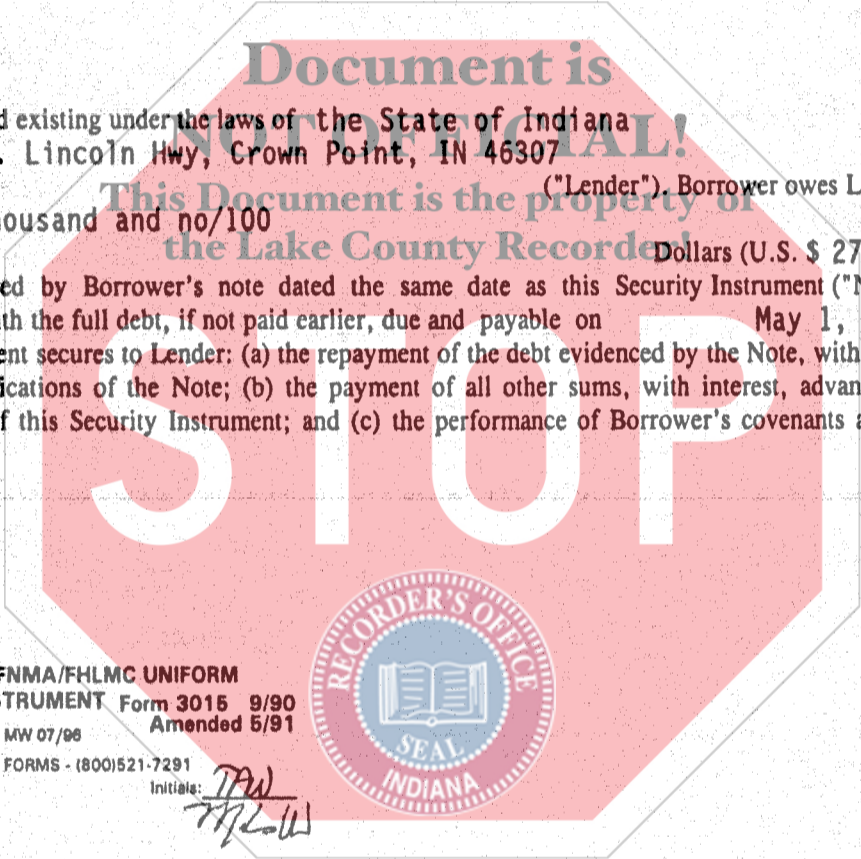 Document is
NOT OFFICIAL!
This Document is the property of
the Lake County Recorder!
d existing under the laws of the State of Indiana
. Lincoln Hwy, Crown Point, IN 46307
("Lender"). Borrower owes L
ousand and no/100
Dollars (U.S. $ 27
ed by Borrower's note dated the same date as this Security Instrument ("N
th the full debt, if not paid earlier, due and payable on May 1,
ent secures to Lender: (a) the repayment of the debt evidenced by the Note, with
ications of the Note; (b) the payment of all other sums, with interest, advan
f this Security Instrument; and (c) the performance of Borrower's covenants a
STOP
RECORDER'S OFFICE
SEAL
INDIANA
FNMA/FHLMC UNIFORM
TRUMENT Form 3015 9/90
Amended 5/91
MW 07/96
FORMS - (800)521-7291
Initials: TAW